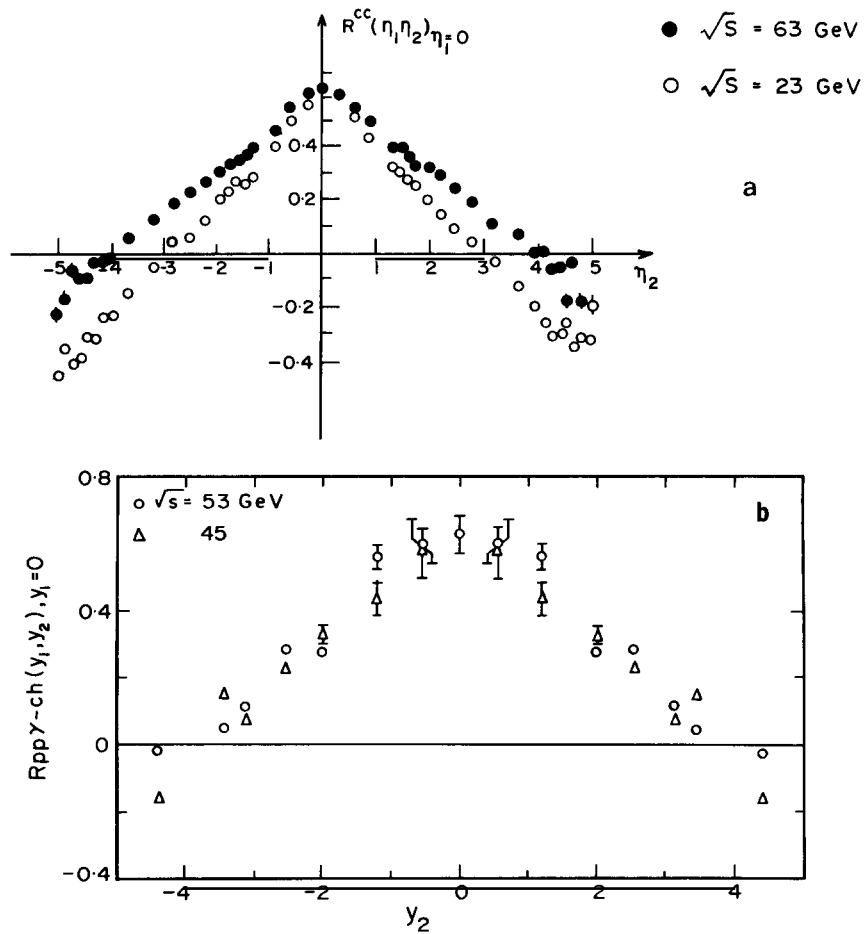 R^cc(η₁η₂)η₁=0
● √S = 63 GeV
○ √S = 23 GeV
a
0·4
0·2
-5 -4 -3 -2 -1 1 2 3 4 5
η₂
-0·2
-0·4
0·8
○ √s = 53 GeV
△ 45
b
Rppγ-ch(y₁,y₂),y₁=0
0·4
0
-0·4
-4 -2 0 2 4
y₂